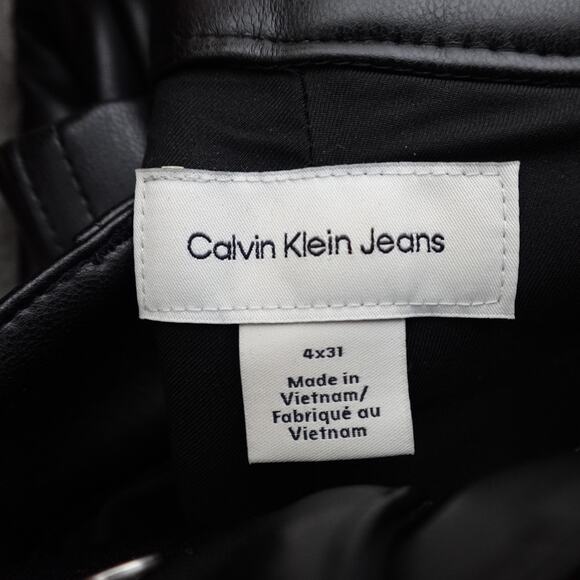 Calvin Klein Jeans
4x31
Made in
Vietnam/
Fabriqué au
Vietnam